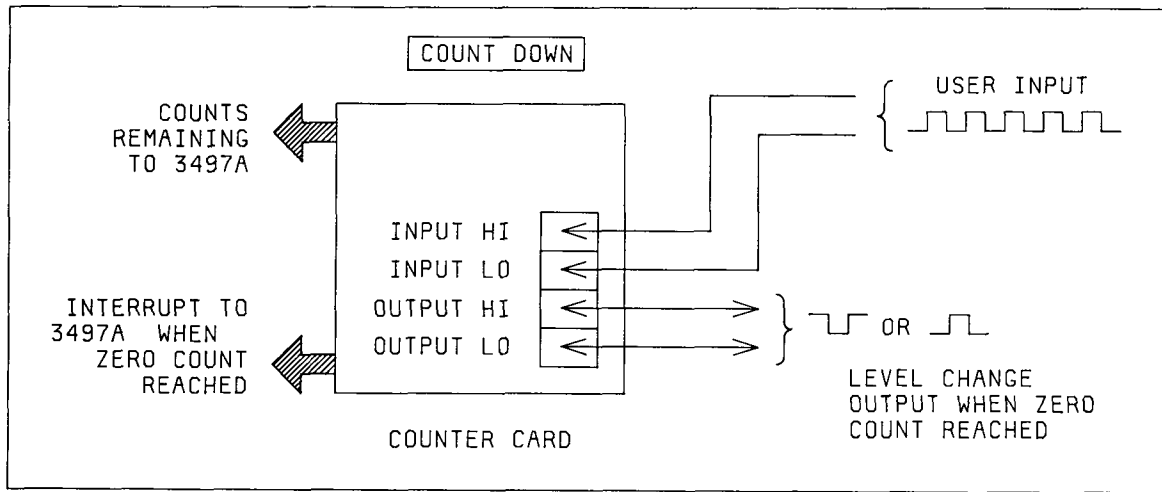 COUNT DOWN
COUNTS
REMAINING
TO 3497A
USER INPUT
INPUT HI
INPUT LO
OUTPUT HI
OUTPUT LO
INTERRUPT TO
3497A WHEN
ZERO COUNT
REACHED
OR
LEVEL CHANGE
OUTPUT WHEN ZERO
COUNT REACHED
COUNTER CARD